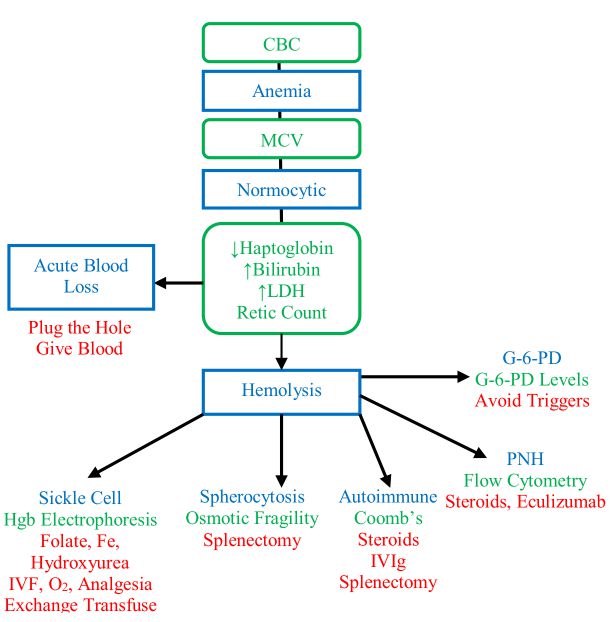 CBC
Anemia
MCV
Normocytic
↓Haptoglobin
↑Bilirubin
↑LDH
Retic Count
Acute Blood
Loss
Plug the Hole
Give Blood
Hemolysis
G-6-PD
G-6-PD Levels
Avoid Triggers
PNH
Flow Cytometry
Steroids, Eculizumab
Sickle Cell
Hgb Electrophoresis
Folate, Fe,
Hydroxyurea
IVF, O₂, Analgesia
Exchange Transfuse
Spherocytosis
Osmotic Fragility
Splenectomy
Autoimmune
Coomb's
Steroids
IVIg
Splenectomy